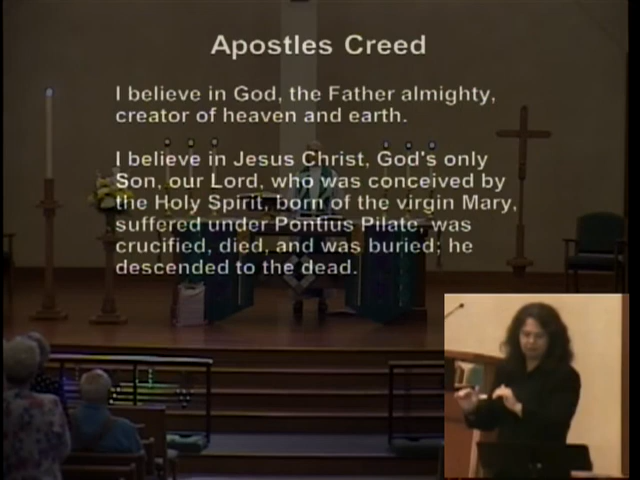 Apostles Creed
I believe in God, the Father almighty,
creator of heaven and earth.
I believe in Jesus Christ, God's only
Son, our Lord, who was conceived by
the Holy Spirit, born of the virgin Mary,
suffered under Pontius Pilate, was
crucified, died, and was buried; he
descended to the dead.